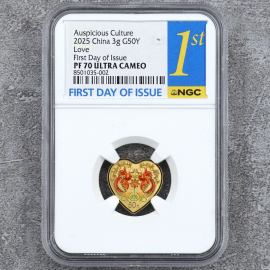 Auspicious Culture
2025 China 3g G50Y
Love
First Day of Issue
PF 70 ULTRA CAMEO
8501035-002
1st
FIRST DAY OF ISSUE
NGC